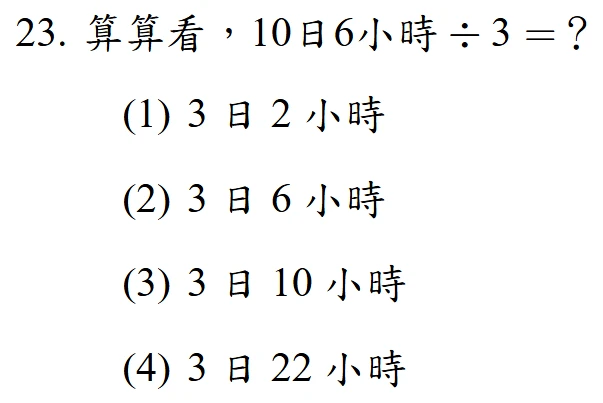 23. 算算看，10日6小時÷3＝？
(1) 3 日 2 小時
(2) 3 日 6 小時
(3) 3 日 10 小時
(4) 3 日 22 小時